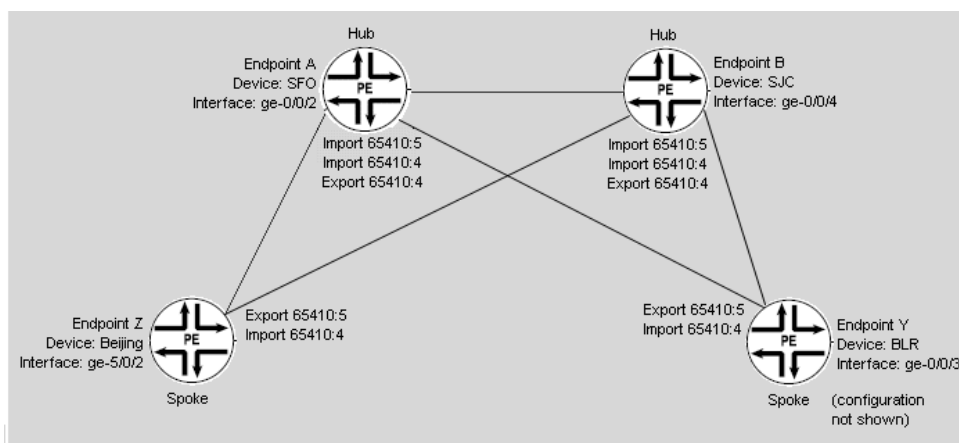 Hub
Endpoint A
Device: SFO
Interface: ge-0/0/2
PE
Import 65410:5
Import 65410:4
Export 65410:4
Hub
Endpoint B
Device: SJC
Interface: ge-0/0/4
PE
Import 65410:5
Import 65410:4
Export 65410:4
Endpoint Z
Device: Beijing
Interface: ge-5/0/2
PE
Export 65410:5
Import 65410:4
Spoke
Export 65410:5
Import 65410:4
PE
Endpoint Y
Device: BLR
Interface: ge-0/0/3
Spoke
(configuration
not shown)